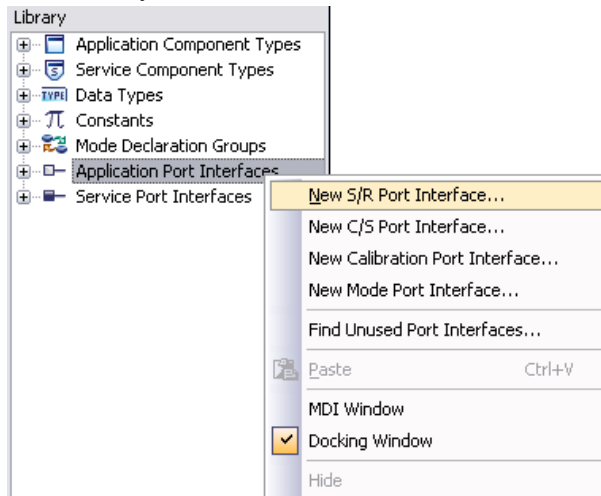 Library
Application Component Types
S Service Component Types
TYPE Data Types
π Constants
Mode Declaration Groups
Application Port Interfaces
Service Port Interfaces
New S/R Port Interface...
New C/S Port Interface...
New Calibration Port Interface...
New Mode Port Interface...
Find Unused Port Interfaces...
Paste Ctrl+V
MDI Window
Docking Window
Hide